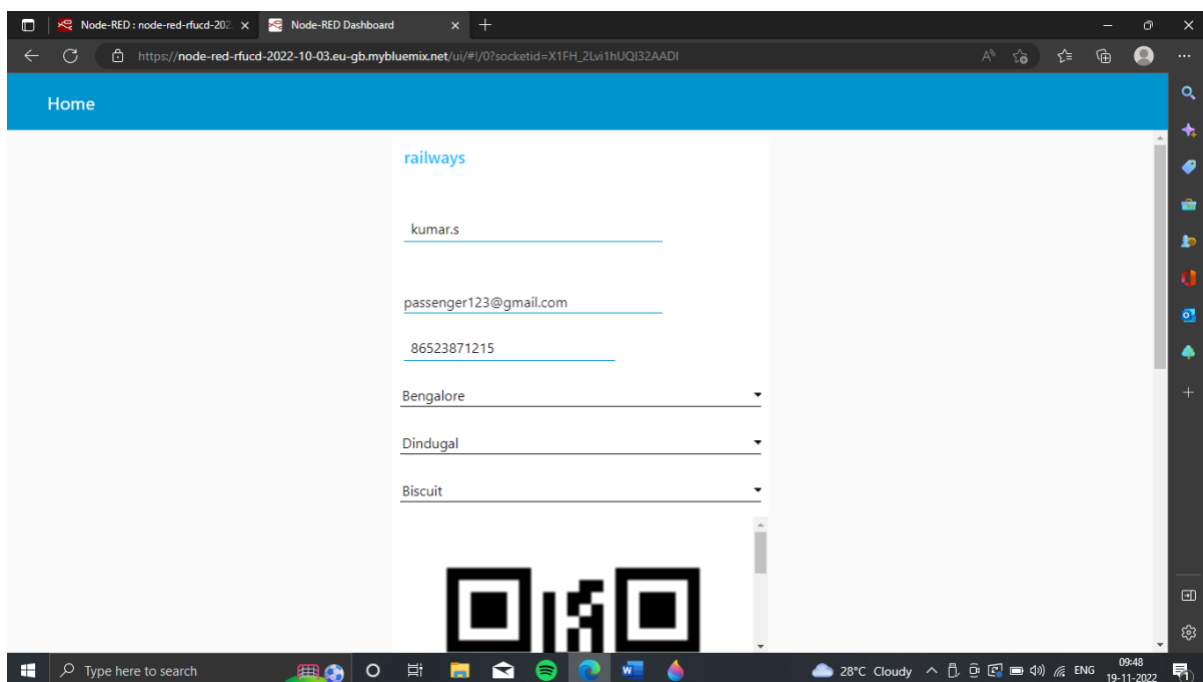 Node-RED : node-red-rfucd-202
Node-RED Dashboard
https://node-red-rfucd-2022-10-03.eu-gb.mybluemix.net/ui/#!/0?socketid=X1FH_2Lvi1hUQI32AADI
Home
railways
kumar.s
passenger123@gmail.com
86523871215
Bengalore
Dindugal
Biscuit
Type here to search
28°C Cloudy
ENG
09:48
19-11-2022